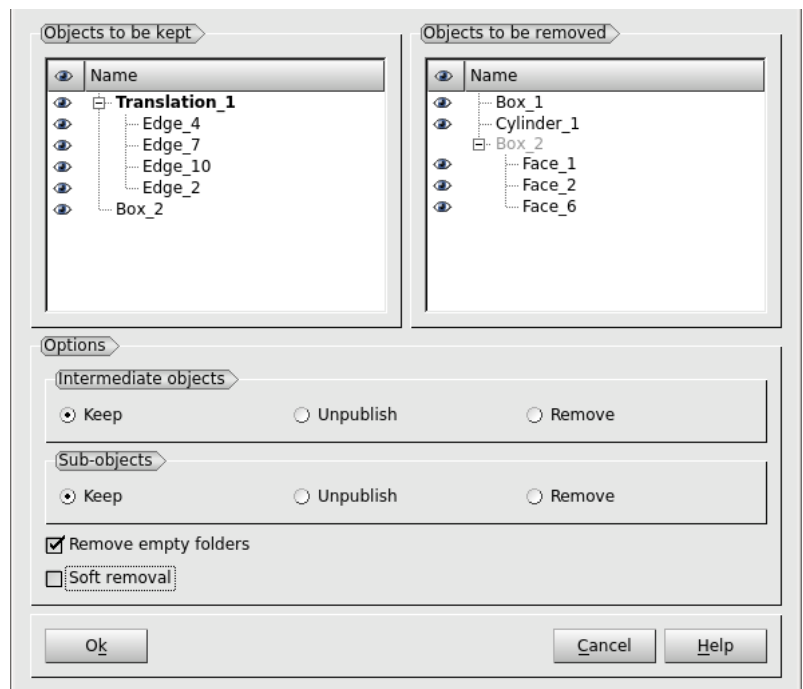 Objects to be kept
Name
Translation_1
Edge_4
Edge_7
Edge_10
Edge_2
Box_2
Objects to be removed
Name
Box_1
Cylinder_1
Box_2
Face_1
Face_2
Face_6
Options
Intermediate objects
Keep Unpublish Remove
Sub-objects
Keep Unpublish Remove
Remove empty folders
Soft removal
Ok Cancel Help